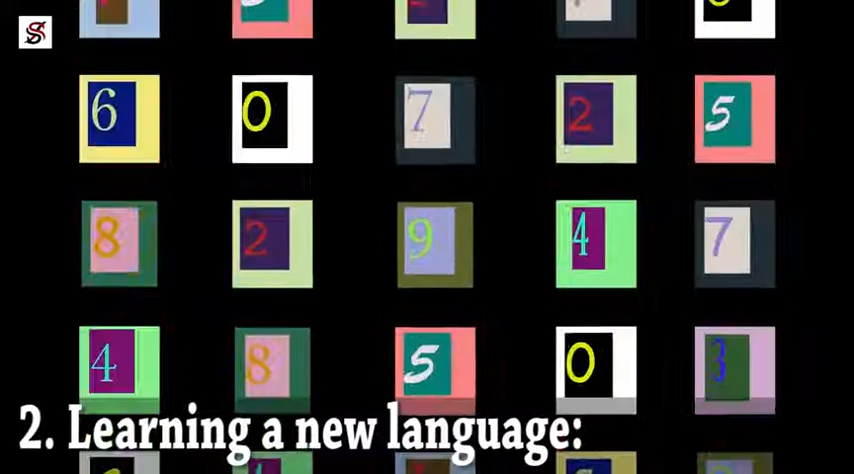 6 0 7 2 5
8 2 9 4 7
4 8 5 0 3
2. Learning a new language: